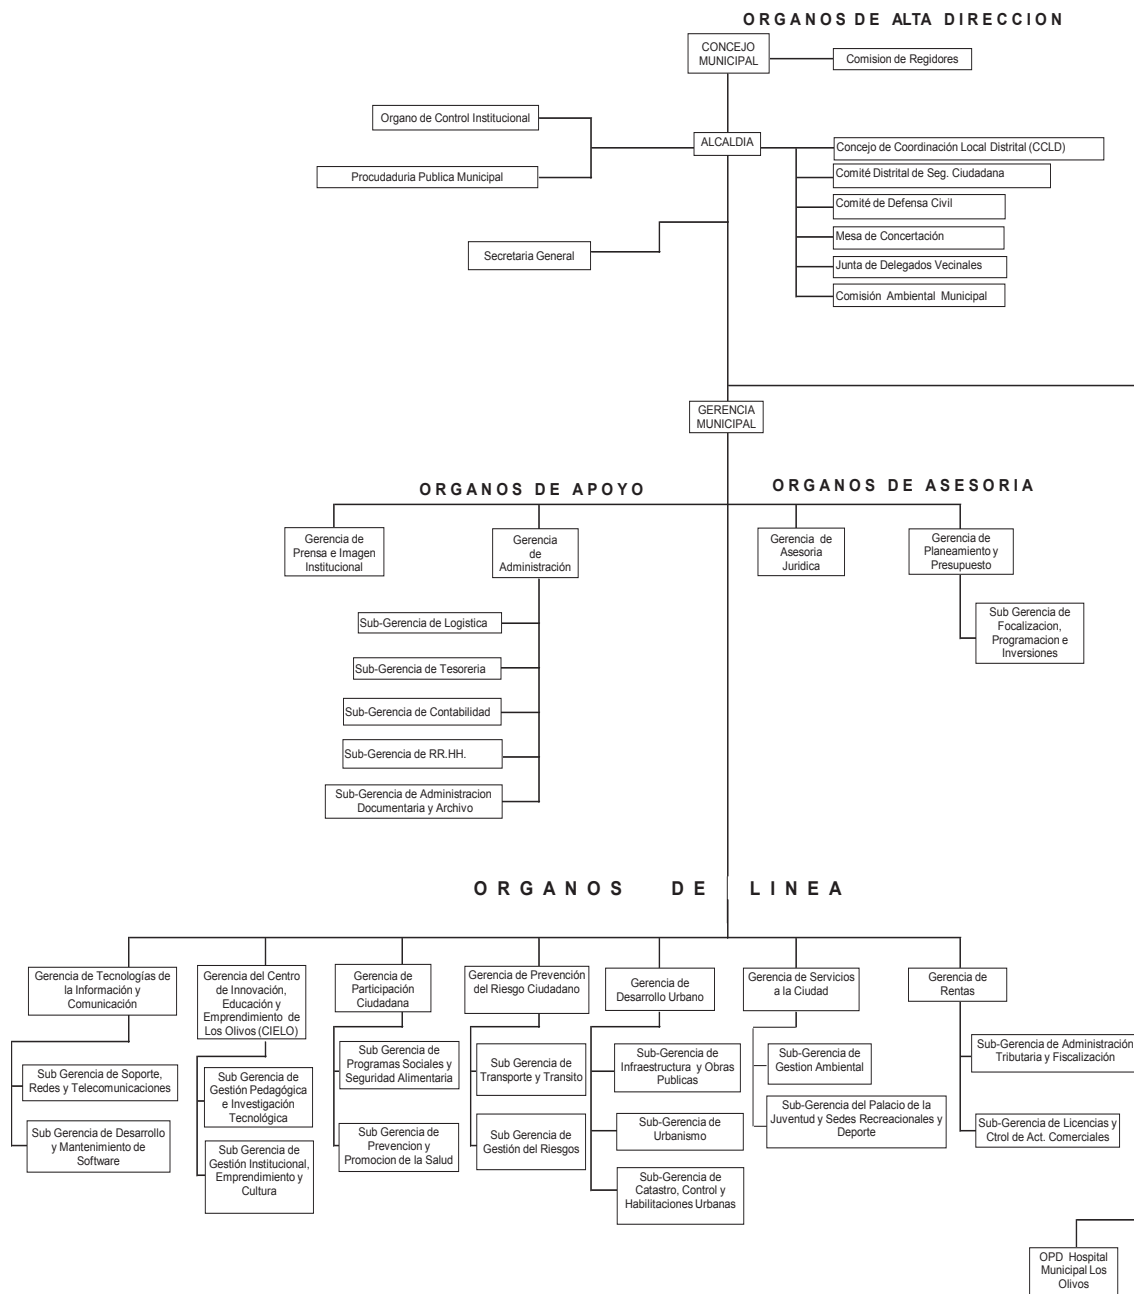 ORGANOS DE ALTA DIRECCION
CONCEJO
MUNICIPAL
Comision de Regidores
Organo de Control Institucional
ALCALDIA
Procudaduria Publica Municipal
Concejo de Coordinación Local Distrital (CCLD)
Comité Distrital de Seg. Ciudadana
Comité de Defensa Civil
Mesa de Concertación
Junta de Delegados Vecinales
Comisión Ambiental Municipal
Secretaria General
GERENCIA
MUNICIPAL
ORGANOS DE APOYO
ORGANOS DE ASESORIA
Gerencia de
Prensa e Imagen
Institucional
Gerencia
de
Administración
Gerencia de
Asesoria
Juridica
Gerencia de
Planeamiento y
Presupuesto
Sub-Gerencia de Logistica
Sub-Gerencia de Tesoreria
Sub-Gerencia de Contabilidad
Sub-Gerencia de RR.HH.
Sub-Gerencia de Administracion
Documentaria y Archivo
Sub Gerencia de
Focalizacion,
Programacion e
Inversiones
ORGANOS DE LINEA
Gerencia de Tecnologías de
la Información y
Comunicación
Gerencia del Centro
de Innovación,
Educación y
Emprendimiento de
Los Olivos (CIELO)
Gerencia de
Participación
Ciudadana
Gerencia de Prevención
del Riesgo Ciudadano
Gerencia de
Desarrollo Urbano
Gerencia de Servicios
a la Ciudad
Gerencia de
Rentas
Sub Gerencia de Soporte,
Redes y Telecomunicaciones
Sub Gerencia de Desarrollo
y Mantenimiento de
Software
Sub Gerencia de
Gestión Pedagógica
e Investigación
Tecnológica
Sub Gerencia de
Gestión Institucional,
Emprendimiento y
Cultura
Sub Gerencia de
Programas Sociales y
Seguridad Alimentaria
Sub Gerencia de
Prevencion y
Promocion de la Salud
Sub Gerencia de
Transporte y Transito
Sub Gerencia de
Gestión del Riesgos
Sub-Gerencia de
Infraestructura y Obras
Publicas
Sub-Gerencia de
Urbanismo
Sub-Gerencia de
Catastro, Control y
Habilitaciones Urbanas
Sub-Gerencia de
Gestion Ambiental
Sub-Gerencia del Palacio de la
Juventud y Sedes Recreacionales y
Deporte
Sub-Gerencia de Administración
Tributaria y Fiscalización
Sub-Gerencia de Licencias y
Ctrol de Act. Comerciales
OPD Hospital
Municipal Los
Olivos